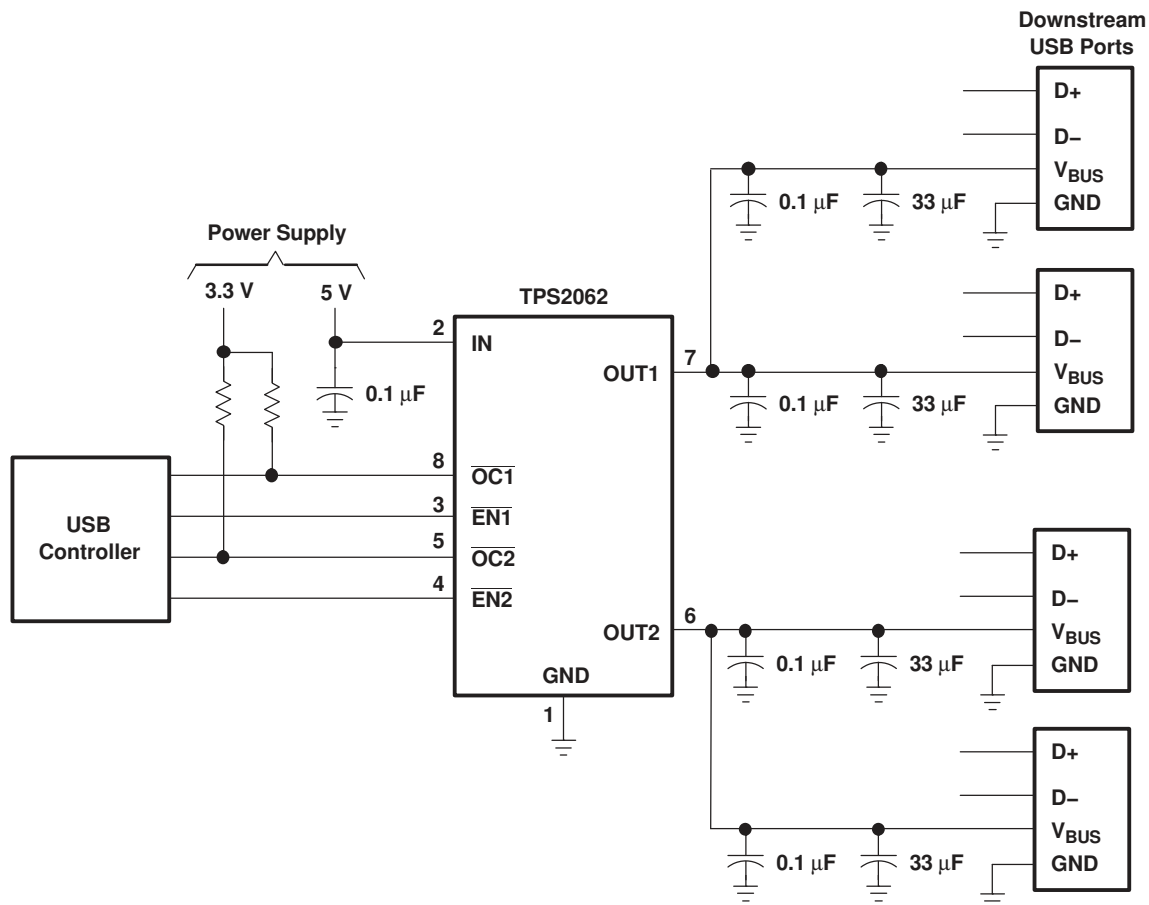 Downstream
USB Ports
D+
D−
VBUS
GND
0.1 μF
33 μF
Power Supply
3.3 V
5 V
0.1 μF
TPS2062
2
IN
OUT1
7
D+
D−
VBUS
GND
0.1 μF
33 μF
USB
Controller
8
OC1
3
EN1
5
OC2
4
EN2
OUT2
6
GND
1
D+
D−
VBUS
GND
0.1 μF
33 μF
D+
D−
VBUS
GND
0.1 μF
33 μF